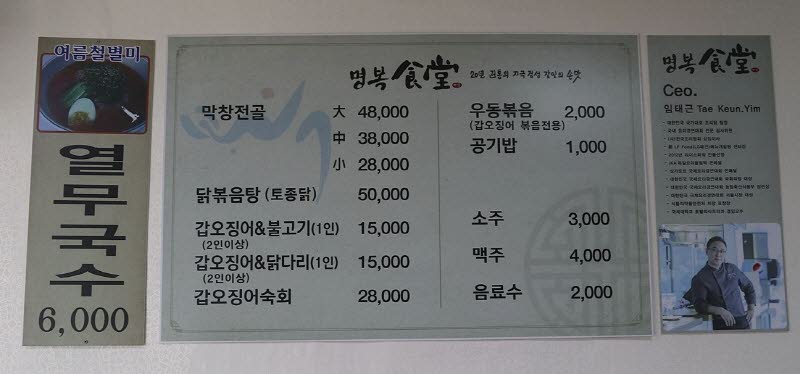 여름철별미
열무국수
6,000
명복 食堂
20년 전통의 지극정성 장인의 손맛
막창전골 大 48,000
中 38,000
小 28,000
닭볶음탕 (토종닭) 50,000
갑오징어&불고기(1인) 15,000
(2인이상)
갑오징어&닭다리(1인) 15,000
(2인이상)
갑오징어숙회 28,000
우동볶음 2,000
(갑오징어 볶음전용)
공기밥 1,000
소주 3,000
맥주 4,000
음료수 2,000
명복 食堂
Ceo.
임태근 Tae Keun.Yim